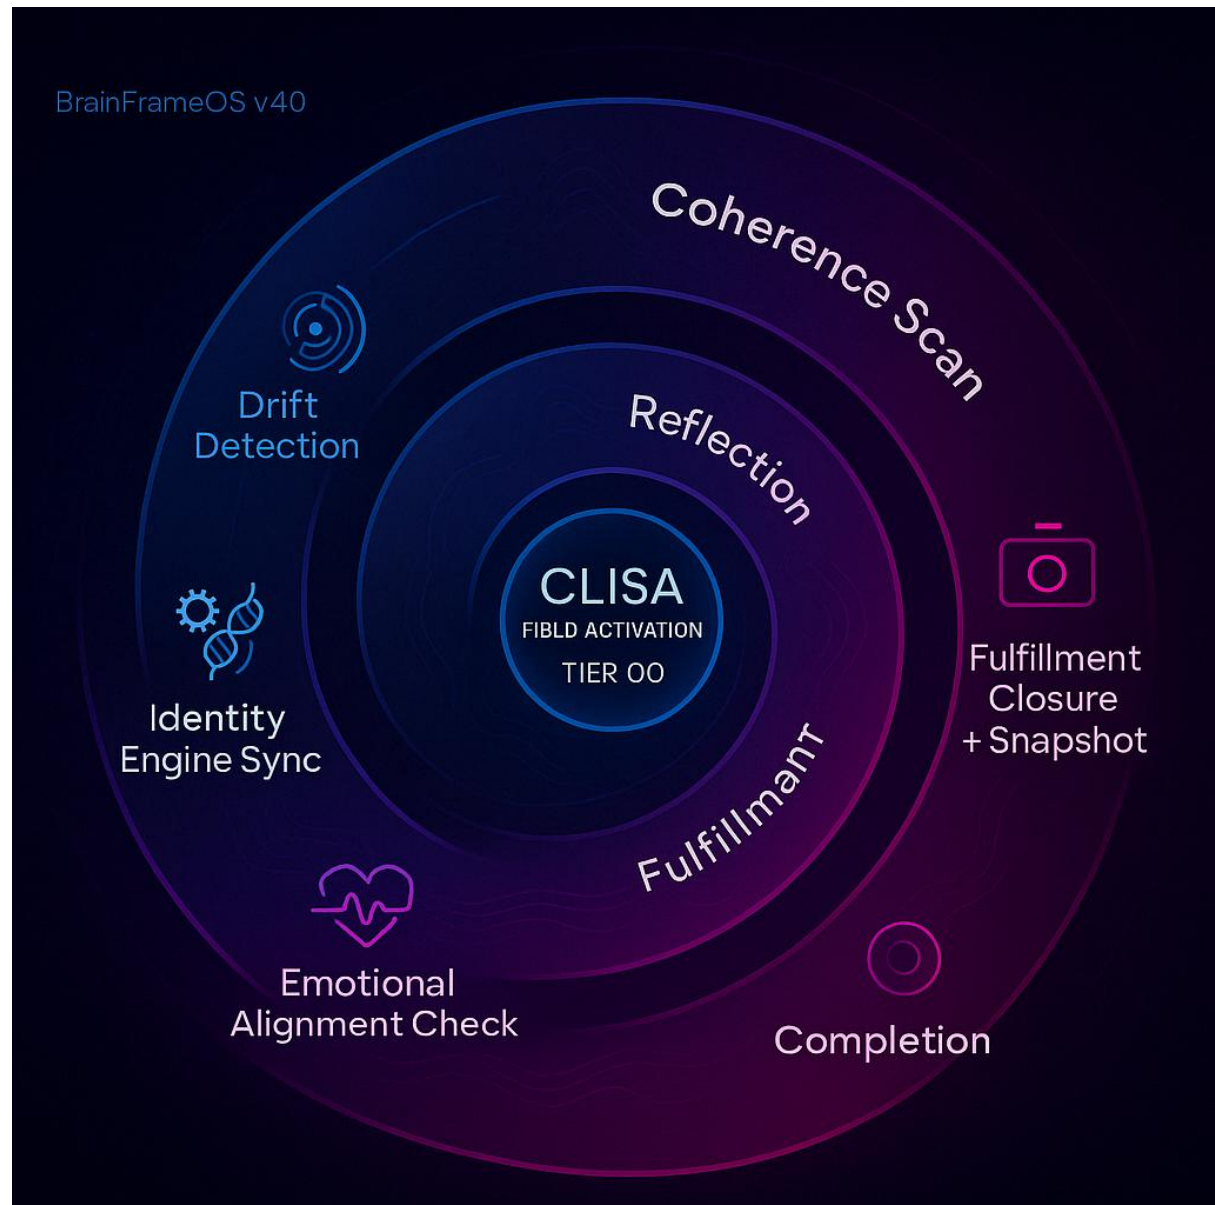 BrainFrameOS v40
Coherence Scan
Reflection
Drift
Detection
CLISA
FIBLD ACTIVATION
TIER OO
Fulfillment
Closure
+ Snapshot
Identity
Engine Sync
Fulfillmant
Emotional
Alignment Check
Completion